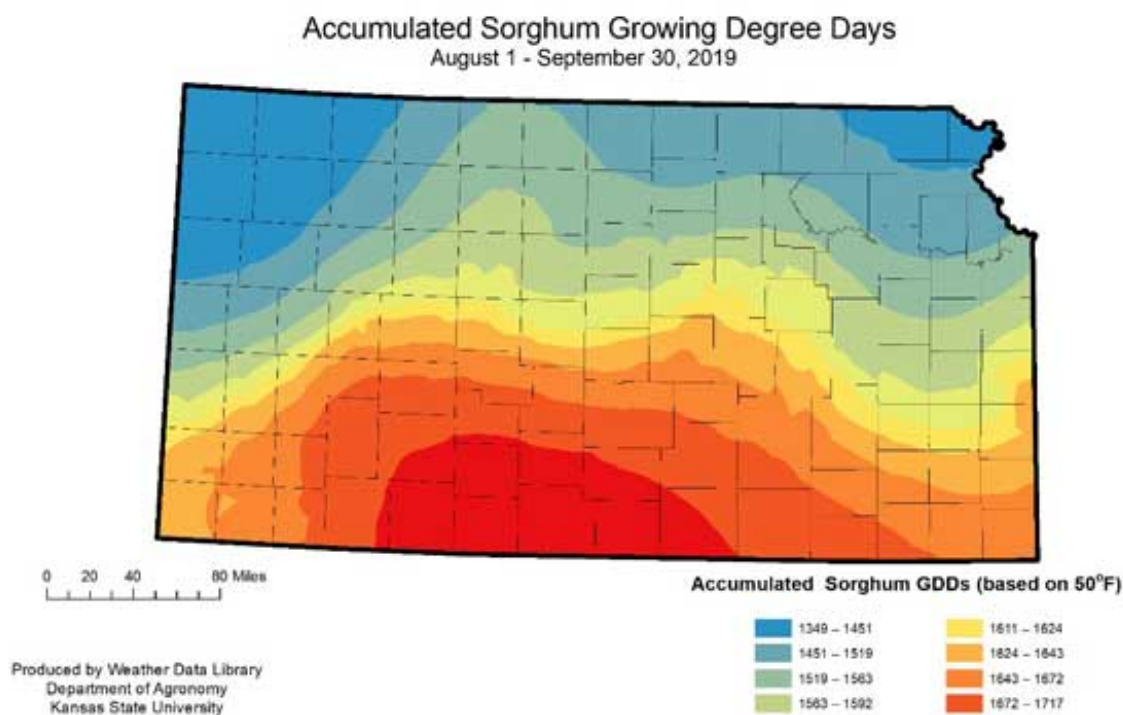 Accumulated Sorghum Growing Degree Days
August 1 - September 30, 2019
0 20 40 80 Miles
Accumulated Sorghum GDDs (based on 50°F)
1349 – 1451
1451 – 1519
1519 – 1563
1563 – 1592
1611 – 1624
1624 – 1643
1643 – 1672
1672 – 1717
Produced by Weather Data Library
Department of Agronomy
Kansas State University